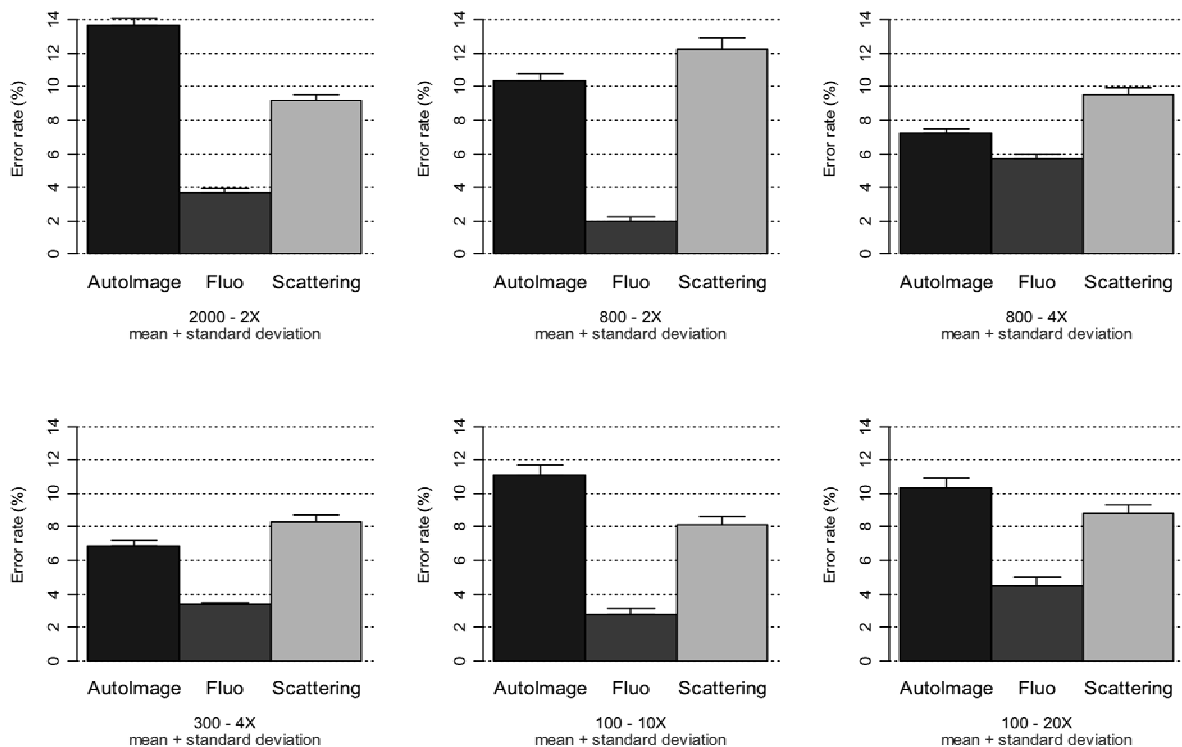 Error rate (%)
14
12
10
8
6
4
2
0
AutoImage Fluo Scattering
2000 - 2X
mean + standard deviation
Error rate (%)
14
12
10
8
6
4
2
0
AutoImage Fluo Scattering
800 - 2X
mean + standard deviation
Error rate (%)
14
12
10
8
6
4
2
0
AutoImage Fluo Scattering
800 - 4X
mean + standard deviation
Error rate (%)
14
12
10
8
6
4
2
0
AutoImage Fluo Scattering
300 - 4X
mean + standard deviation
Error rate (%)
14
12
10
8
6
4
2
0
AutoImage Fluo Scattering
100 - 10X
mean + standard deviation
Error rate (%)
14
12
10
8
6
4
2
0
AutoImage Fluo Scattering
100 - 20X
mean + standard deviation